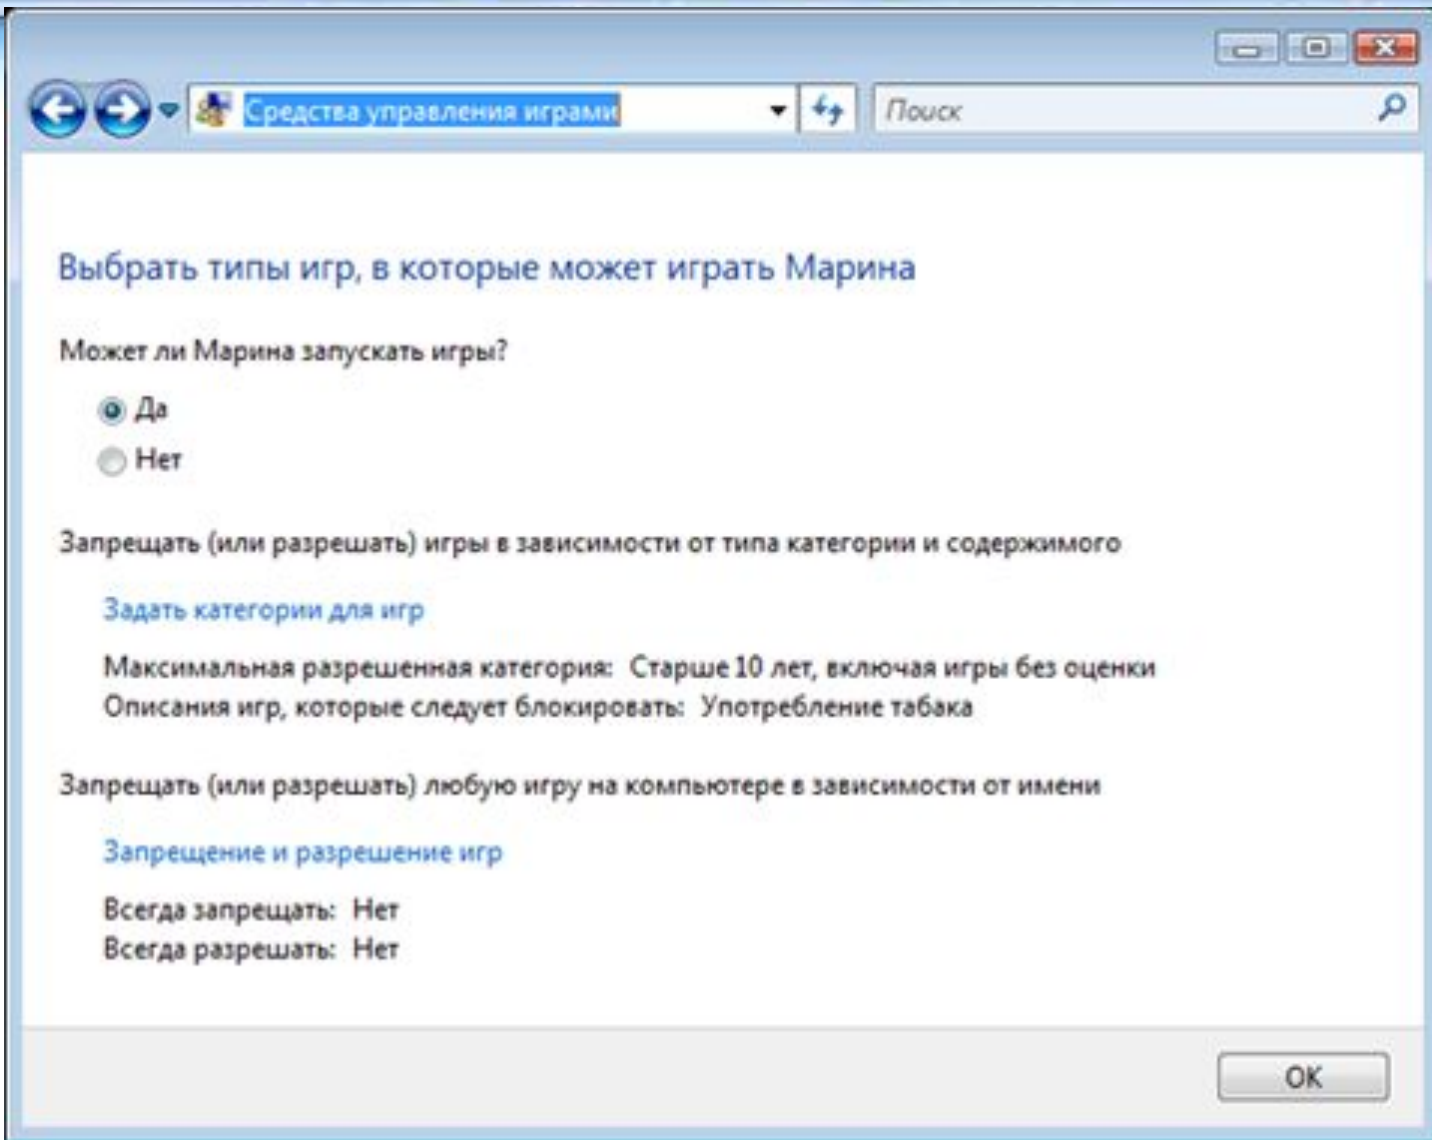 Средства управления играми
Поиск
Выбрать типы игр, в которые может играть Марина
Может ли Марина запускать игры?
Да
Нет
Запрещать (или разрешать) игры в зависимости от типа категории и содержимого
Задать категории для игр
Максимальная разрешенная категория: Старше 10 лет, включая игры без оценки
Описания игр, которые следует блокировать: Употребление табака
Запрещать (или разрешать) любую игру на компьютере в зависимости от имени
Запрещение и разрешение игр
Всегда запрещать: Нет
Всегда разрешать: Нет
ОК